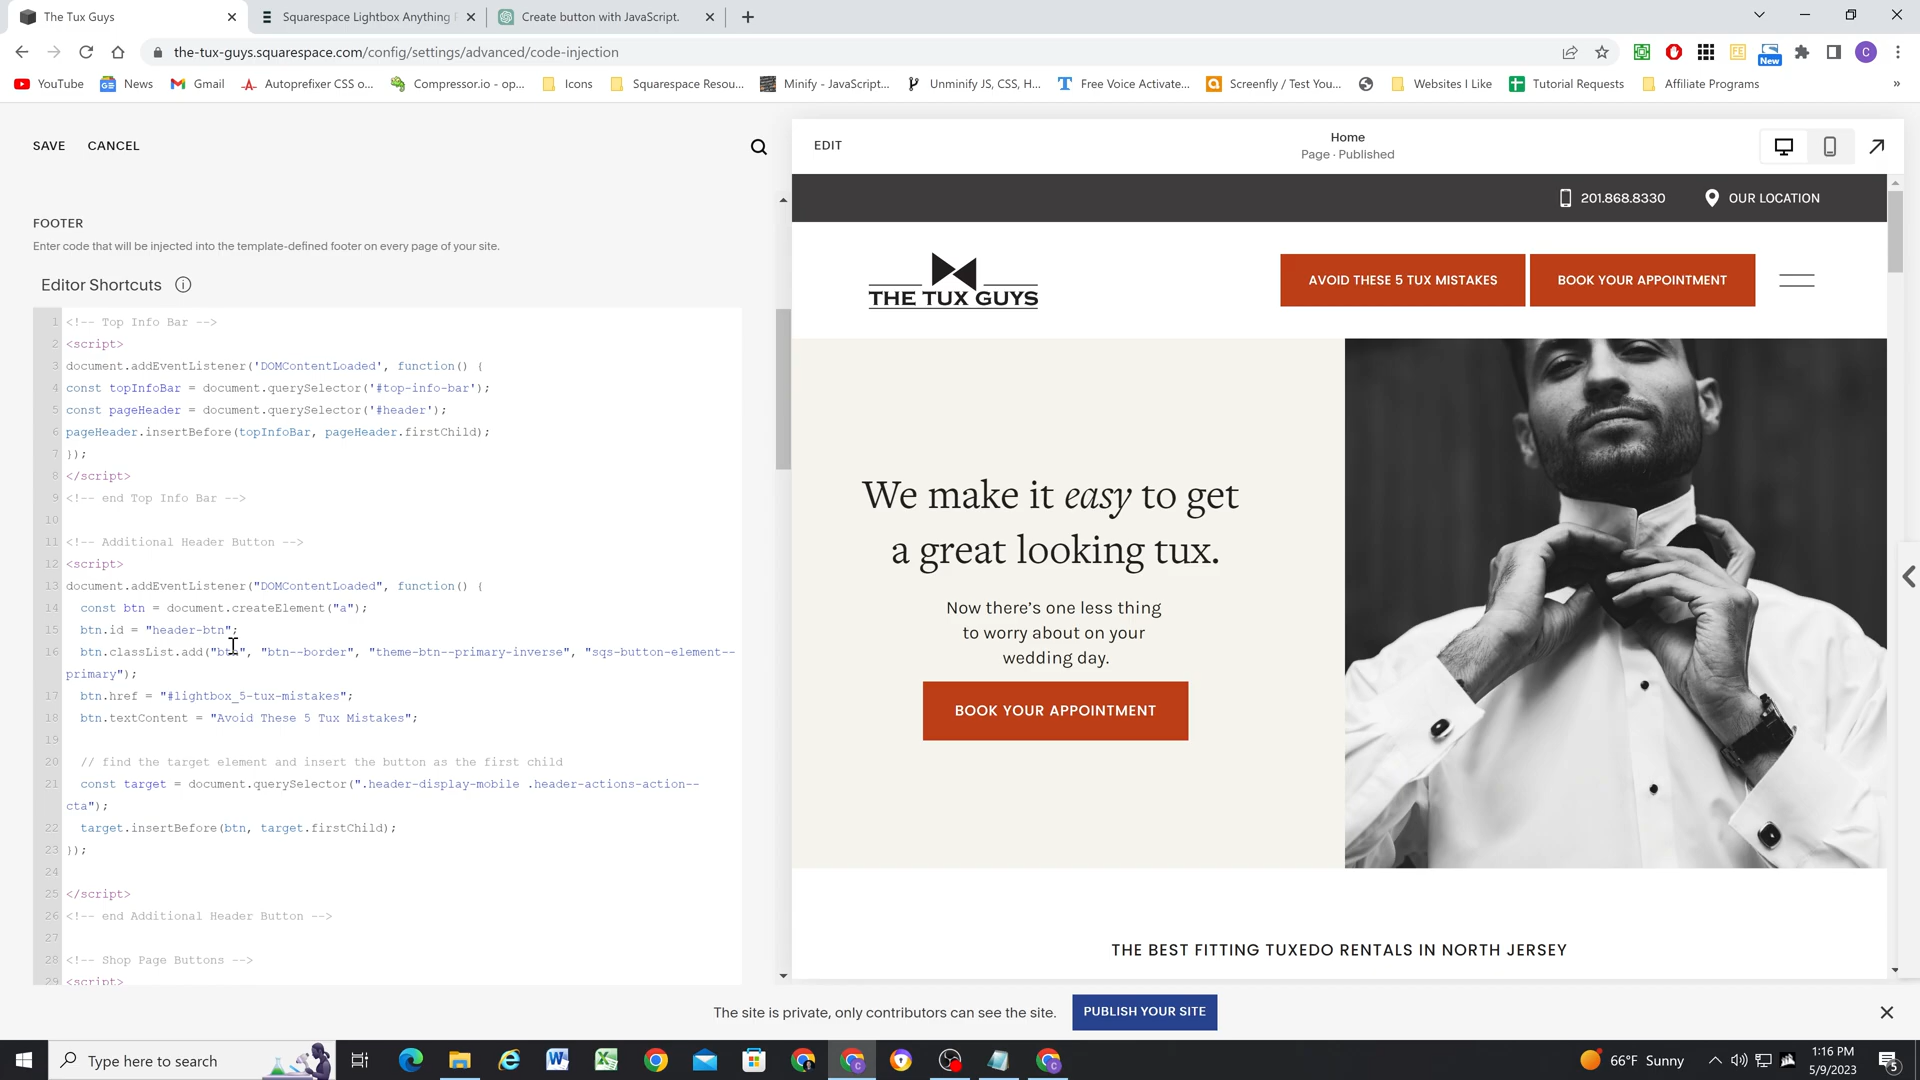 The Tux Guys
Squarespace Lightbox Anything
Create button with JavaScript.
the-tux-guys.squarespace.com/config/settings/advanced/code-injection
New
C
YouTube
News
Gmail
Autoprefixer CSS o...
Compressor.io - op...
Icons
Squarespace Resou...
Minify - JavaScript...
Unminify JS, CSS, H...
Free Voice Activate...
Screenfly / Test You...
Websites I Like
Tutorial Requests
Affiliate Programs
»
SAVE
CANCEL
FOOTER
Enter code that will be injected into the template-defined footer on every page of your site.
Editor Shortcuts
1 <!-- Top Info Bar -->
2 <script>
3 document.addEventListener('DOMContentLoaded', function() {
4 const topInfoBar = document.querySelector('#top-info-bar');
5 const pageHeader = document.querySelector('#header');
6 pageHeader.insertBefore(topInfoBar, pageHeader.firstChild);
7 });
8 </script>
9 <!-- end Top Info Bar -->
10
11 <!-- Additional Header Button -->
12 <script>
13 document.addEventListener("DOMContentLoaded", function() {
14 const btn = document.createElement("a");
15 btn.id = "header-btn";
16 btn.classList.add("btn", "btn--border", "theme-btn--primary-inverse", "sqs-button-element--
primary");
17 btn.href = "#lightbox_5-tux-mistakes";
18 btn.textContent = "Avoid These 5 Tux Mistakes";
19
20 // find the target element and insert the button as the first child
21 const target = document.querySelector(".header-display-mobile .header-actions-action--
cta");
22 target.insertBefore(btn, target.firstChild);
23 });
24
25 </script>
26 <!-- end Additional Header Button -->
27
28 <!-- Shop Page Buttons -->
29 <script>
EDIT
Home
Page · Published
201.868.8330
OUR LOCATION
THE TUX GUYS
AVOID THESE 5 TUX MISTAKES
BOOK YOUR APPOINTMENT
We make it easy to get
a great looking tux.
Now there's one less thing
to worry about on your
wedding day.
BOOK YOUR APPOINTMENT
THE BEST FITTING TUXEDO RENTALS IN NORTH JERSEY
The site is private, only contributors can see the site.
PUBLISH YOUR SITE
Type here to search
66°F Sunny
1:16 PM
5/9/2023
5